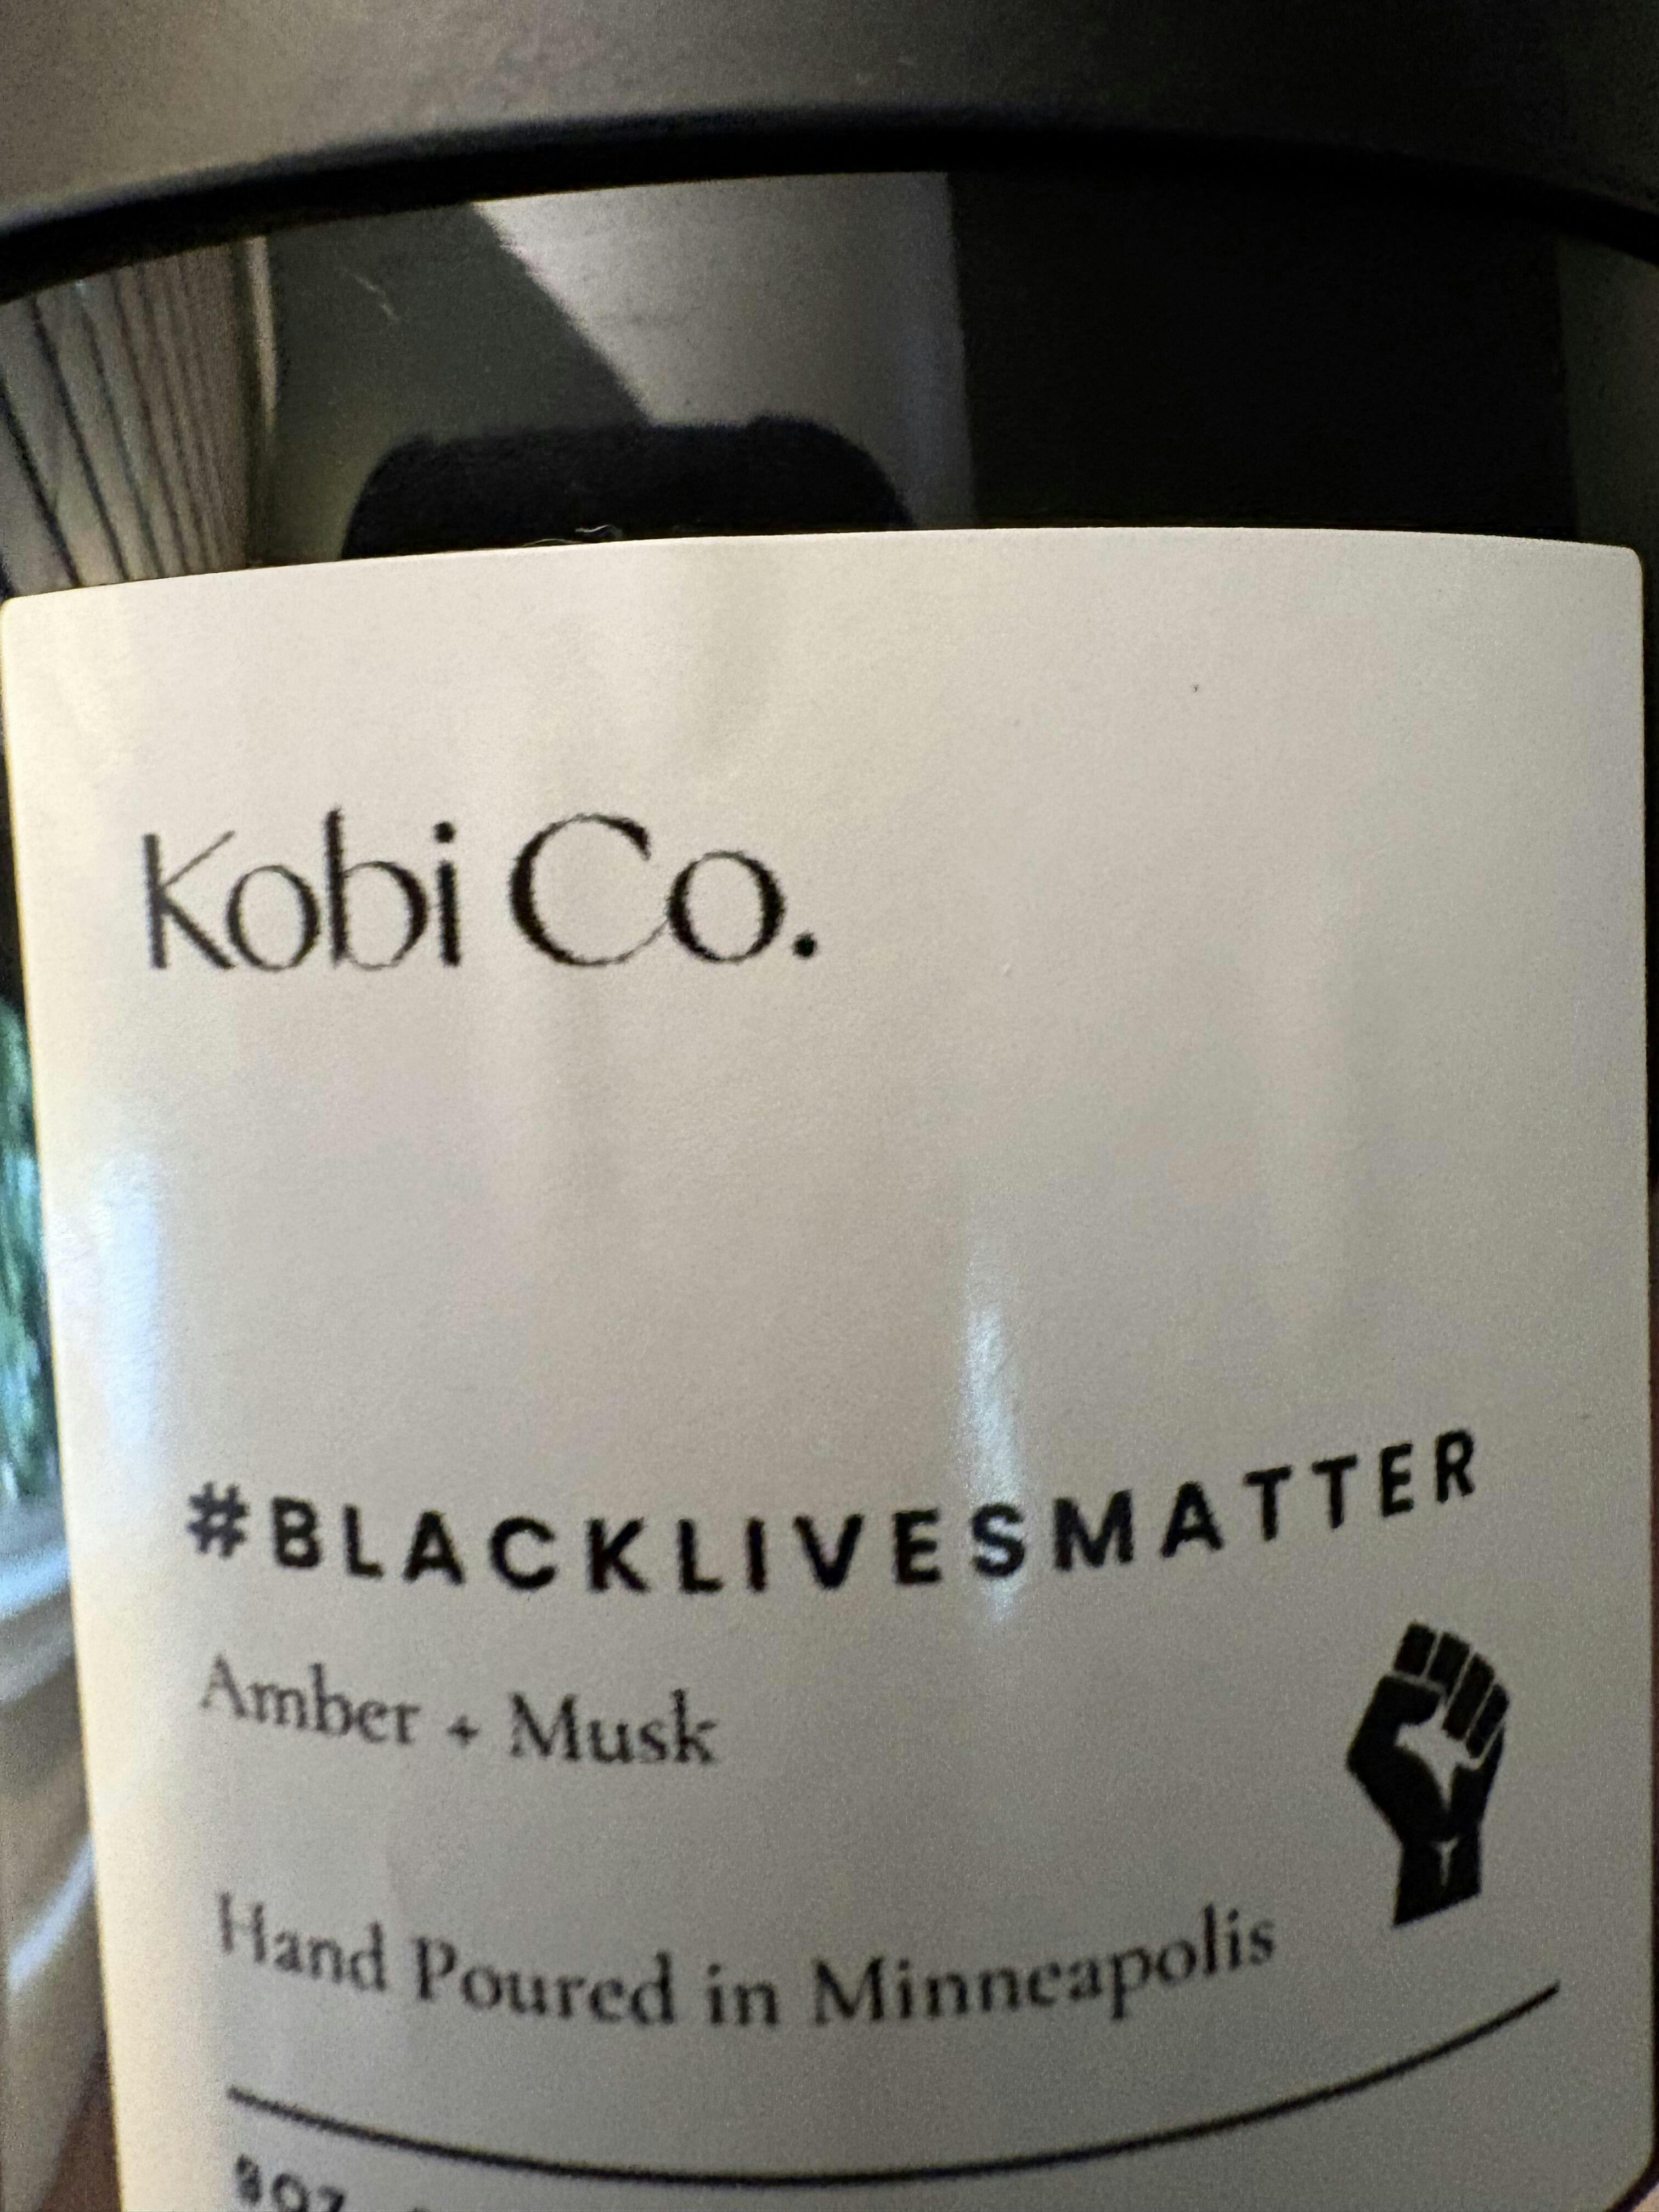 Kobi Co.
#BLACKLIVESMATTER
Amber + Musk
Hand Poured in Minneapolis